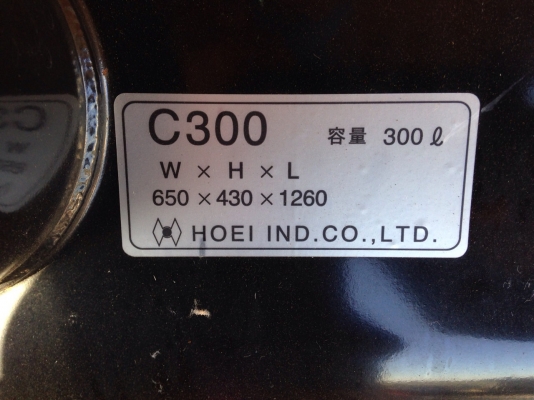 C300 容量 300ℓ
W × H × L
650 × 430 × 1260
HOEI IND.CO.,LTD.